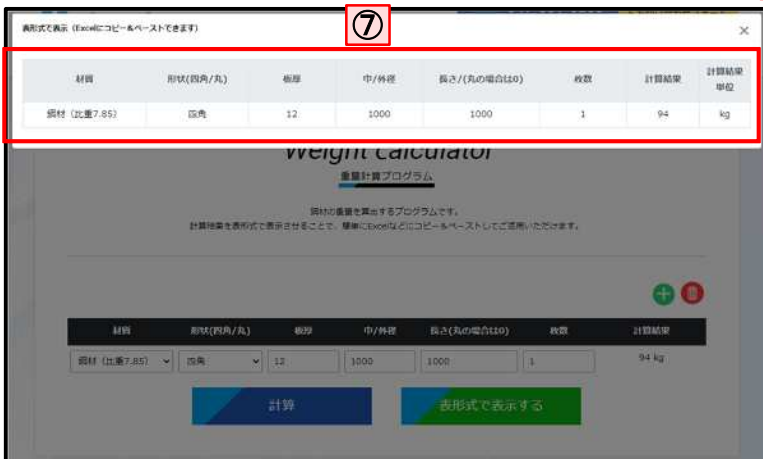 ⑦
表形式で表示 (Excelにコピー&ペーストできます) ×
材質 形状(四角/丸) 板厚 巾/外径 長さ/(丸の場合は0) 枚数 計算結果 計算結果単位
鋼材 (比重7.85) 四角 12 1000 1000 1 94 kg
Weight calculator
重量計算プログラム
鋼材の重量を算出するプログラムです。
計算結果を表形式で表示させることで、簡単にExcelなどにコピー&ペーストしてご活用いただけます。
材質 形状(四角/丸) 板厚 巾/外径 長さ(丸の場合は0) 枚数 計算結果
鋼材 (比重7.85) 四角 12 1000 1000 1 94 kg
計算 表形式で表示する